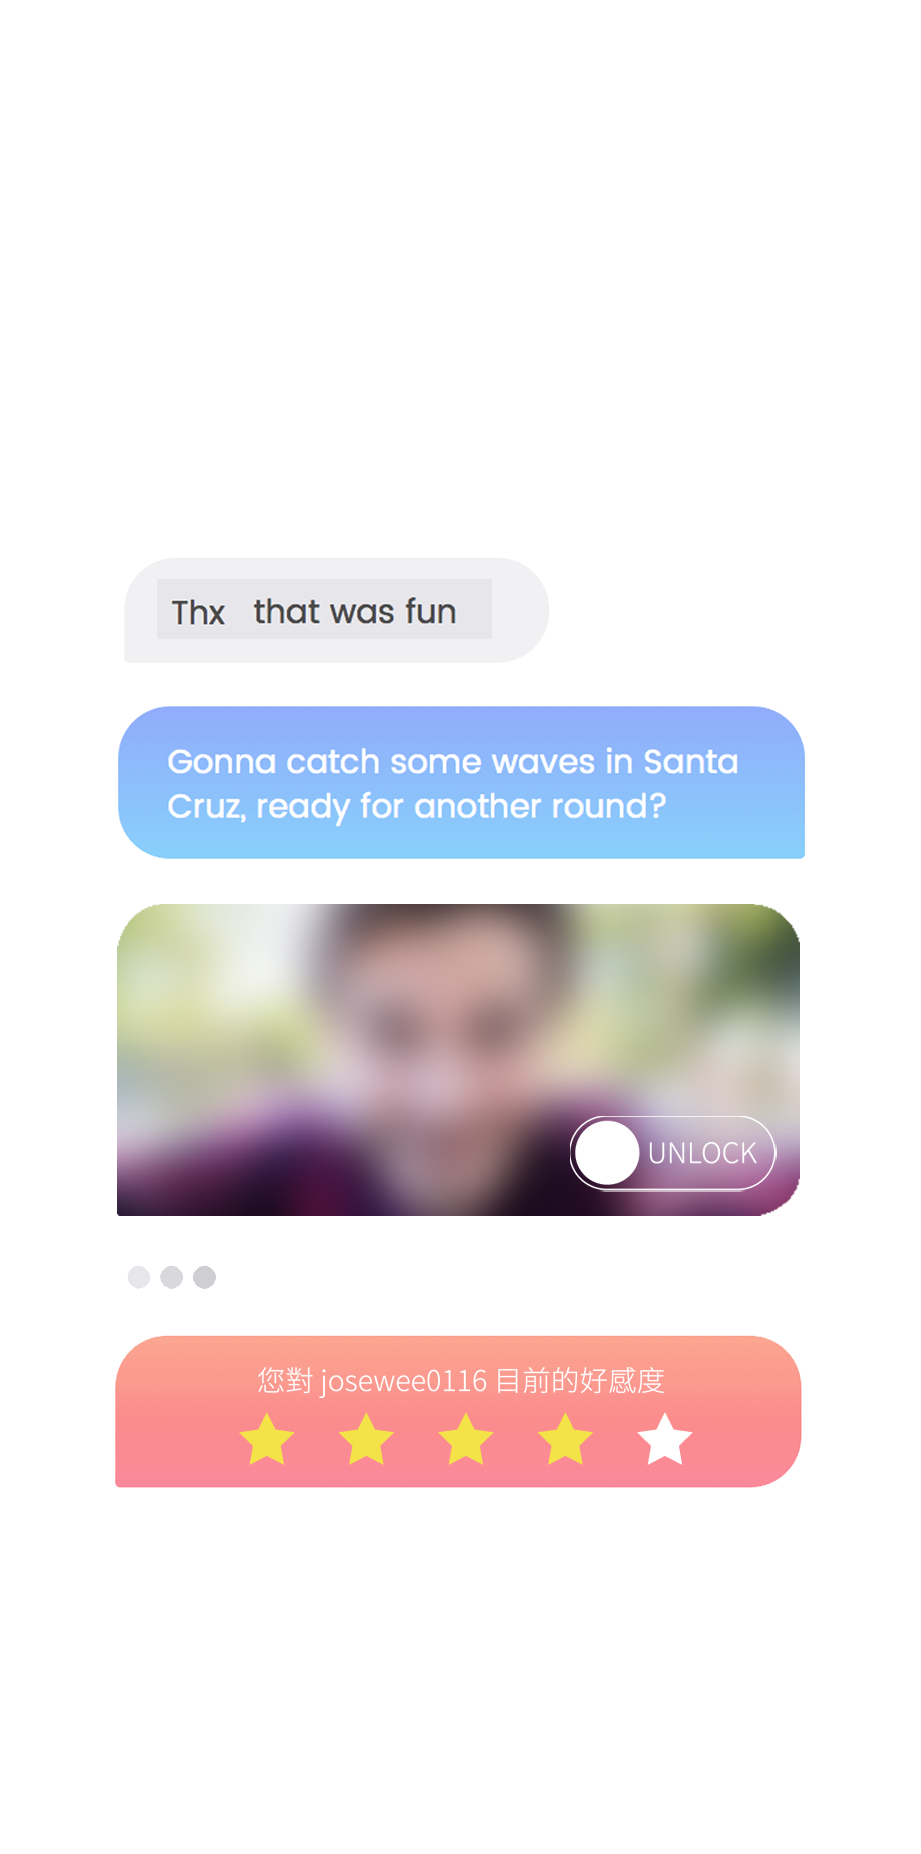 Thx that was fun
Gonna catch some waves in Santa
Cruz, ready for another round?
UNLOCK
您對 josewee0116 目前的好感度